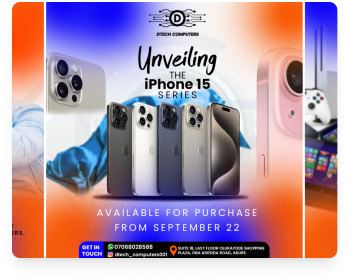 DTECH COMPUTERS
Unveiling
THE
iPhone 15
SERIES
AVAILABLE FOR PURCHASE
FROM SEPTEMBER 22
GET IN
TOUCH
07068028588
dtech_computers001
SUITE 18, LAST FLOOR OLUKAYODE SHOPPING
PLAZA, OBA ADESIDA ROAD, AKURE.
ERS.